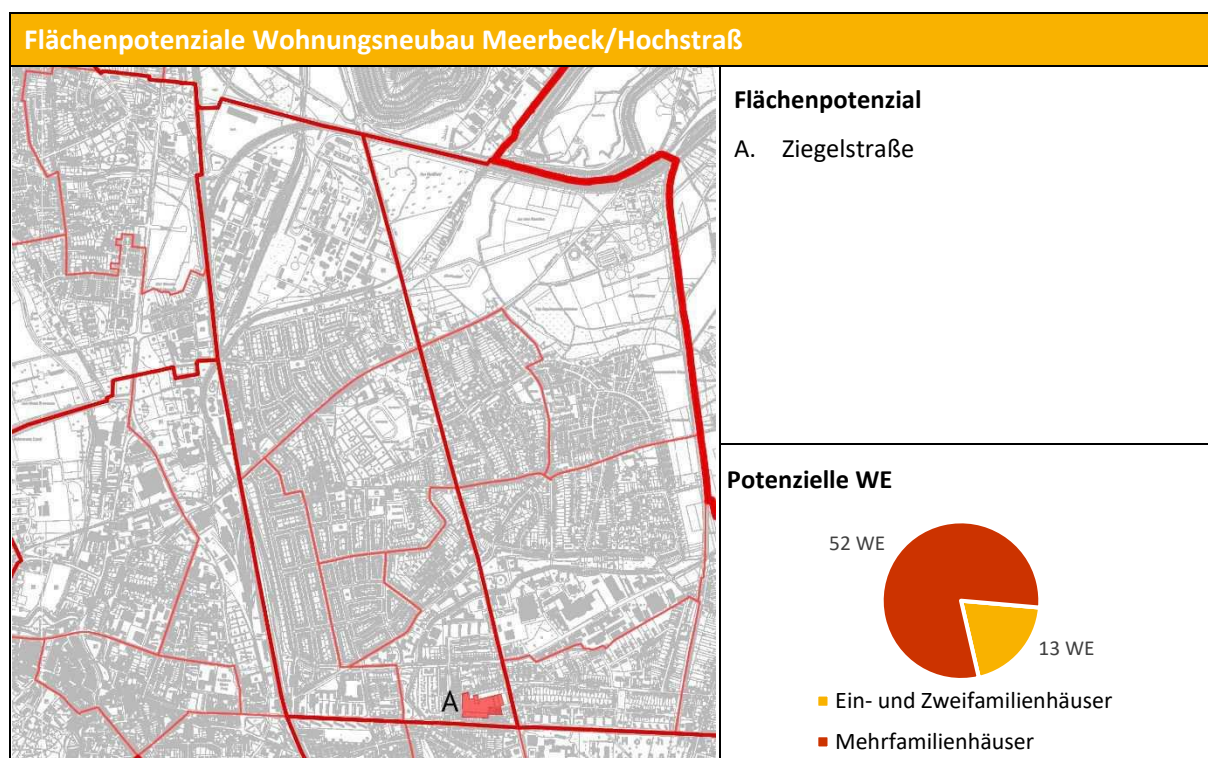 Flächenpotenziale Wohnungsneubau Meerbeck/Hochstraß
Flächenpotenzial
A. Ziegelstraße
A
Potenzielle WE
52 WE
13 WE
Ein- und Zweifamilienhäuser
Mehrfamilienhäuser